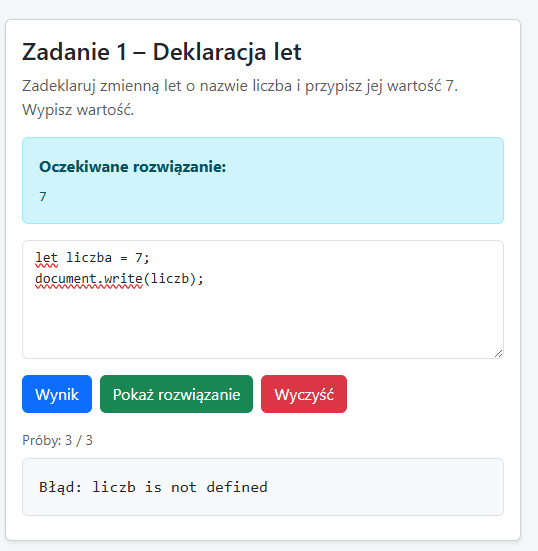 Zadanie 1 – Deklaracja let
Zadeklaruj zmienną let o nazwie liczba i przypisz jej wartość 7.
Wypisz wartość.
Oczekiwane rozwiązanie:
7
let liczba = 7;
document.write(liczb);
Wynik
Pokaż rozwiązanie
Wyczyść
Próby: 3 / 3
Błąd: liczb is not defined